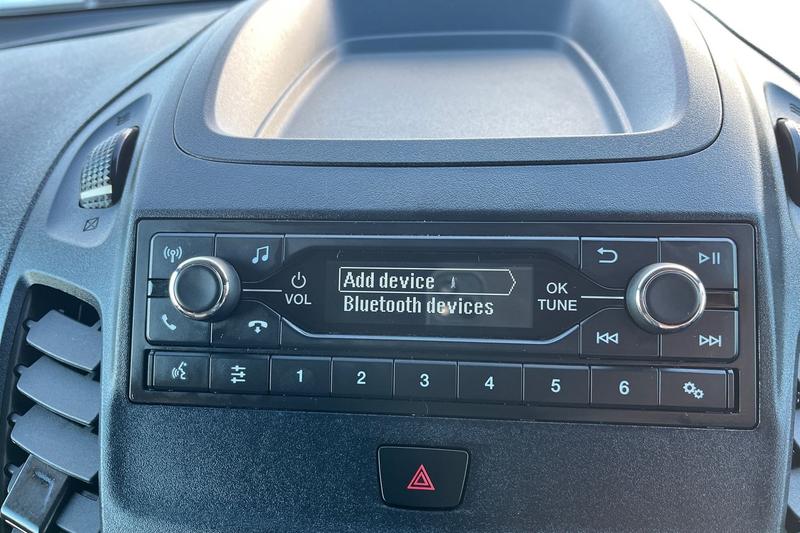 Add device
Bluetooth devices
VOL
OK
TUNE
1 2 3 4 5 6